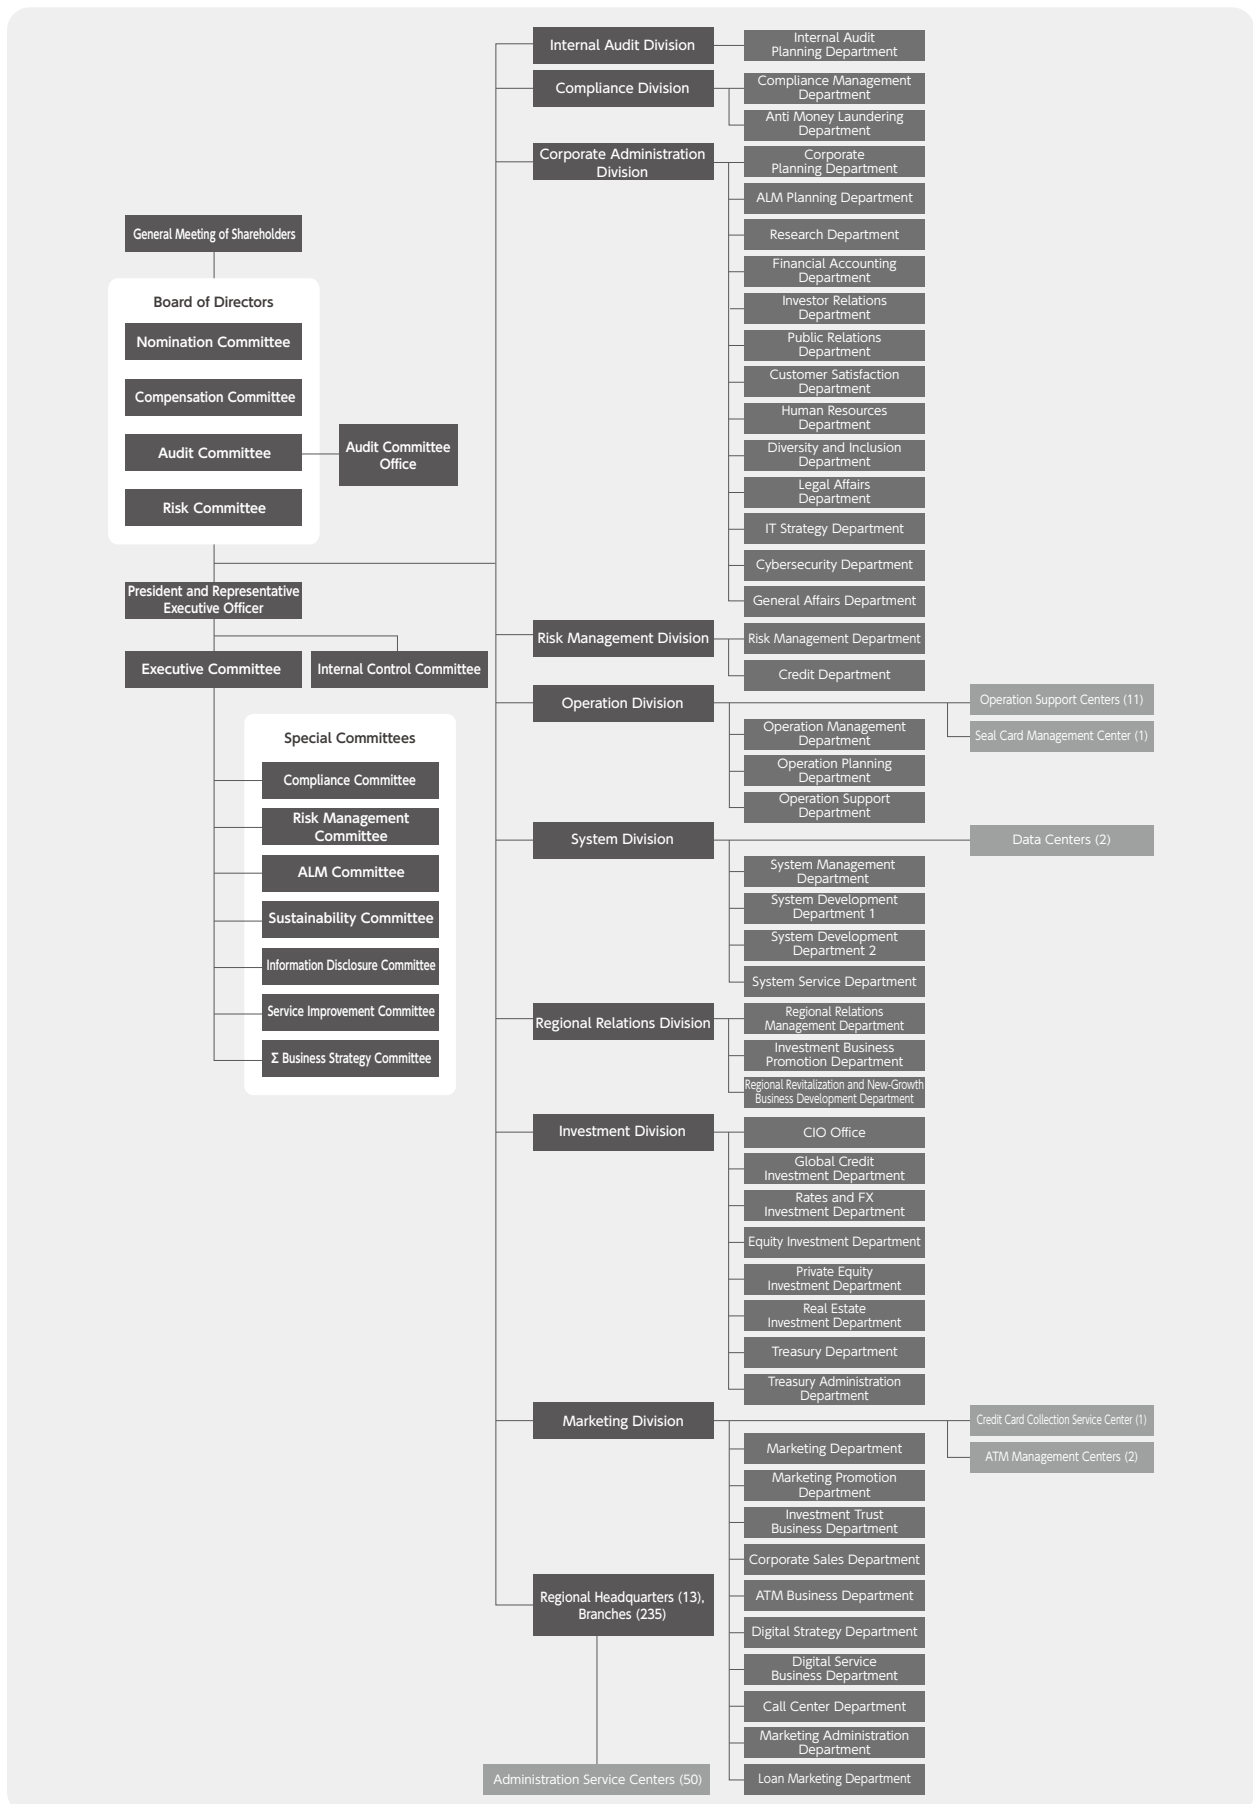 General Meeting of Shareholders
Board of Directors
Nomination Committee
Compensation Committee
Audit Committee
Audit Committee
Office
Risk Committee
President and Representative
Executive Officer
Executive Committee
Internal Control Committee
Special Committees
Compliance Committee
Risk Management
Committee
ALM Committee
Sustainability Committee
Information Disclosure Committee
Service Improvement Committee
Σ Business Strategy Committee
Internal Audit Division
Internal Audit
Planning Department
Compliance Division
Compliance Management
Department
Anti Money Laundering
Department
Corporate Administration
Division
Corporate
Planning Department
ALM Planning Department
Research Department
Financial Accounting
Department
Investor Relations
Department
Public Relations
Department
Customer Satisfaction
Department
Human Resources
Department
Diversity and Inclusion
Department
Legal Affairs
Department
IT Strategy Department
Cybersecurity Department
General Affairs Department
Risk Management Division
Risk Management Department
Credit Department
Operation Division
Operation Support Centers (11)
Seal Card Management Center (1)
Operation Management
Department
Operation Planning
Department
Operation Support
Department
System Division
Data Centers (2)
System Management
Department
System Development
Department 1
System Development
Department 2
System Service Department
Regional Relations Division
Regional Relations
Management Department
Investment Business
Promotion Department
Regional Revitalization and New-Growth
Business Development Department
Investment Division
CIO Office
Global Credit
Investment Department
Rates and FX
Investment Department
Equity Investment Department
Private Equity
Investment Department
Real Estate
Investment Department
Treasury Department
Treasury Administration
Department
Marketing Division
Credit Card Collection Service Center (1)
ATM Management Centers (2)
Marketing Department
Marketing Promotion
Department
Investment Trust
Business Department
Corporate Sales Department
ATM Business Department
Digital Strategy Department
Digital Service
Business Department
Call Center Department
Marketing Administration
Department
Loan Marketing Department
Regional Headquarters (13),
Branches (235)
Administration Service Centers (50)